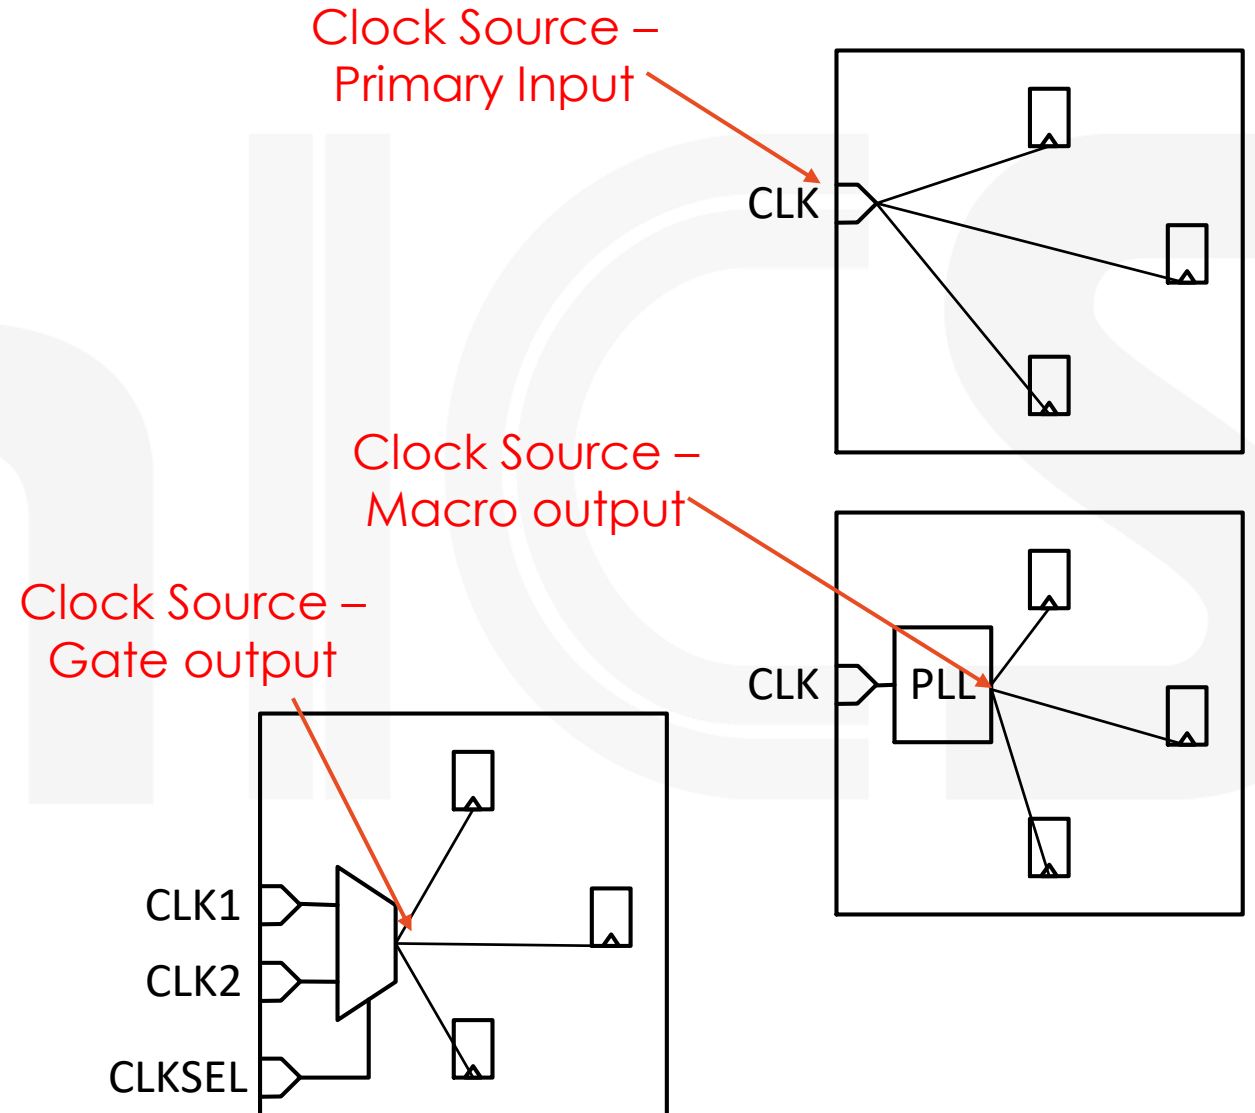 Clock Source –
Primary Input
CLK
Clock Source –
Macro output
CLK
PLL
Clock Source –
Gate output
CLK1
CLK2
CLKSEL